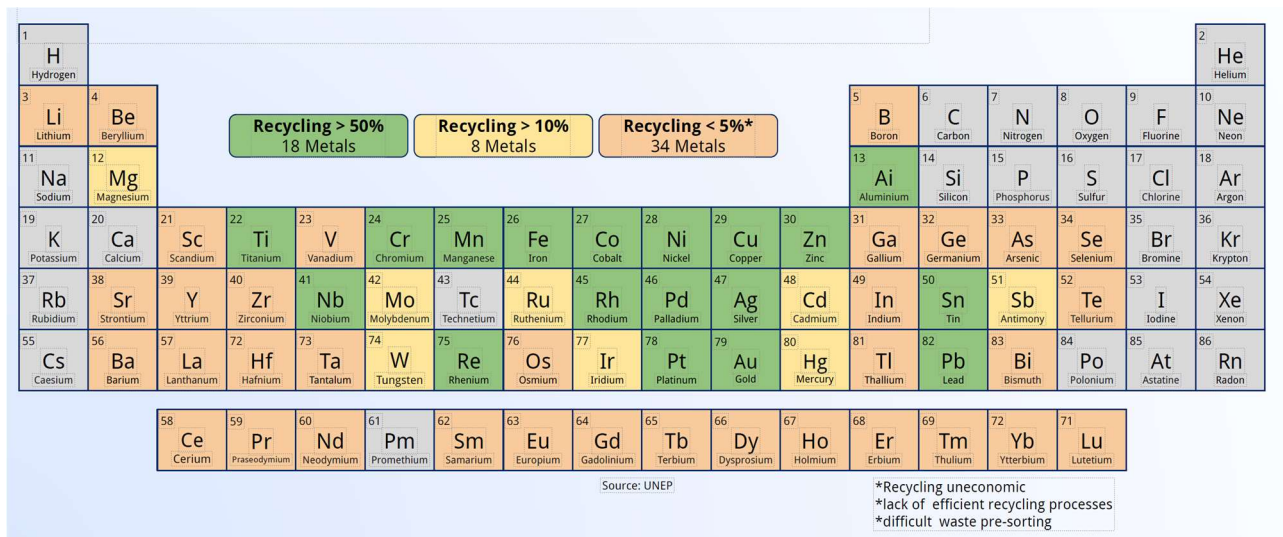 1
H
Hydrogen
2
He
Helium
3
Li
Lithium
4
Be
Beryllium
Recycling > 50%
18 Metals
Recycling > 10%
8 Metals
Recycling < 5%*
34 Metals
5
B
Boron
6
C
Carbon
7
N
Nitrogen
8
O
Oxygen
9
F
Fluorine
10
Ne
Neon
11
Na
Sodium
12
Mg
Magnesium
13
Ai
Aluminium
14
Si
Silicon
15
P
Phosphorus
16
S
Sulfur
17
Cl
Chlorine
18
Ar
Argon
19
K
Potassium
20
Ca
Calcium
21
Sc
Scandium
22
Ti
Titanium
23
V
Vanadium
24
Cr
Chromium
25
Mn
Manganese
26
Fe
Iron
27
Co
Cobalt
28
Ni
Nickel
29
Cu
Copper
30
Zn
Zinc
31
Ga
Gallium
32
Ge
Germanium
33
As
Arsenic
34
Se
Selenium
35
Br
Bromine
36
Kr
Krypton
37
Rb
Rubidium
38
Sr
Strontium
39
Y
Yttrium
40
Zr
Zirconium
41
Nb
Niobium
42
Mo
Molybdenum
43
Tc
Technetium
44
Ru
Ruthenium
45
Rh
Rhodium
46
Pd
Palladium
47
Ag
Silver
48
Cd
Cadmium
49
In
Indium
50
Sn
Tin
51
Sb
Antimony
52
Te
Tellurium
53
I
Iodine
54
Xe
Xenon
55
Cs
Caesium
56
Ba
Barium
57
La
Lanthanum
72
Hf
Hafnium
73
Ta
Tantalum
74
W
Tungsten
75
Re
Rhenium
76
Os
Osmium
77
Ir
Iridium
78
Pt
Platinum
79
Au
Gold
80
Hg
Mercury
81
Tl
Thallium
82
Pb
Lead
83
Bi
Bismuth
84
Po
Polonium
85
At
Astatine
86
Rn
Radon
58
Ce
Cerium
59
Pr
Praseodymium
60
Nd
Neodymium
61
Pm
Promethium
62
Sm
Samarium
63
Eu
Europium
64
Gd
Gadolinium
65
Tb
Terbium
66
Dy
Dysprosium
67
Ho
Holmium
68
Er
Erbium
69
Tm
Thulium
72
Yb
Ytterbium
71
Lu
Lutetium
Source: UNEP
*Recycling uneconomic
*lack of efficient recycling processes
*difficult waste pre-sorting